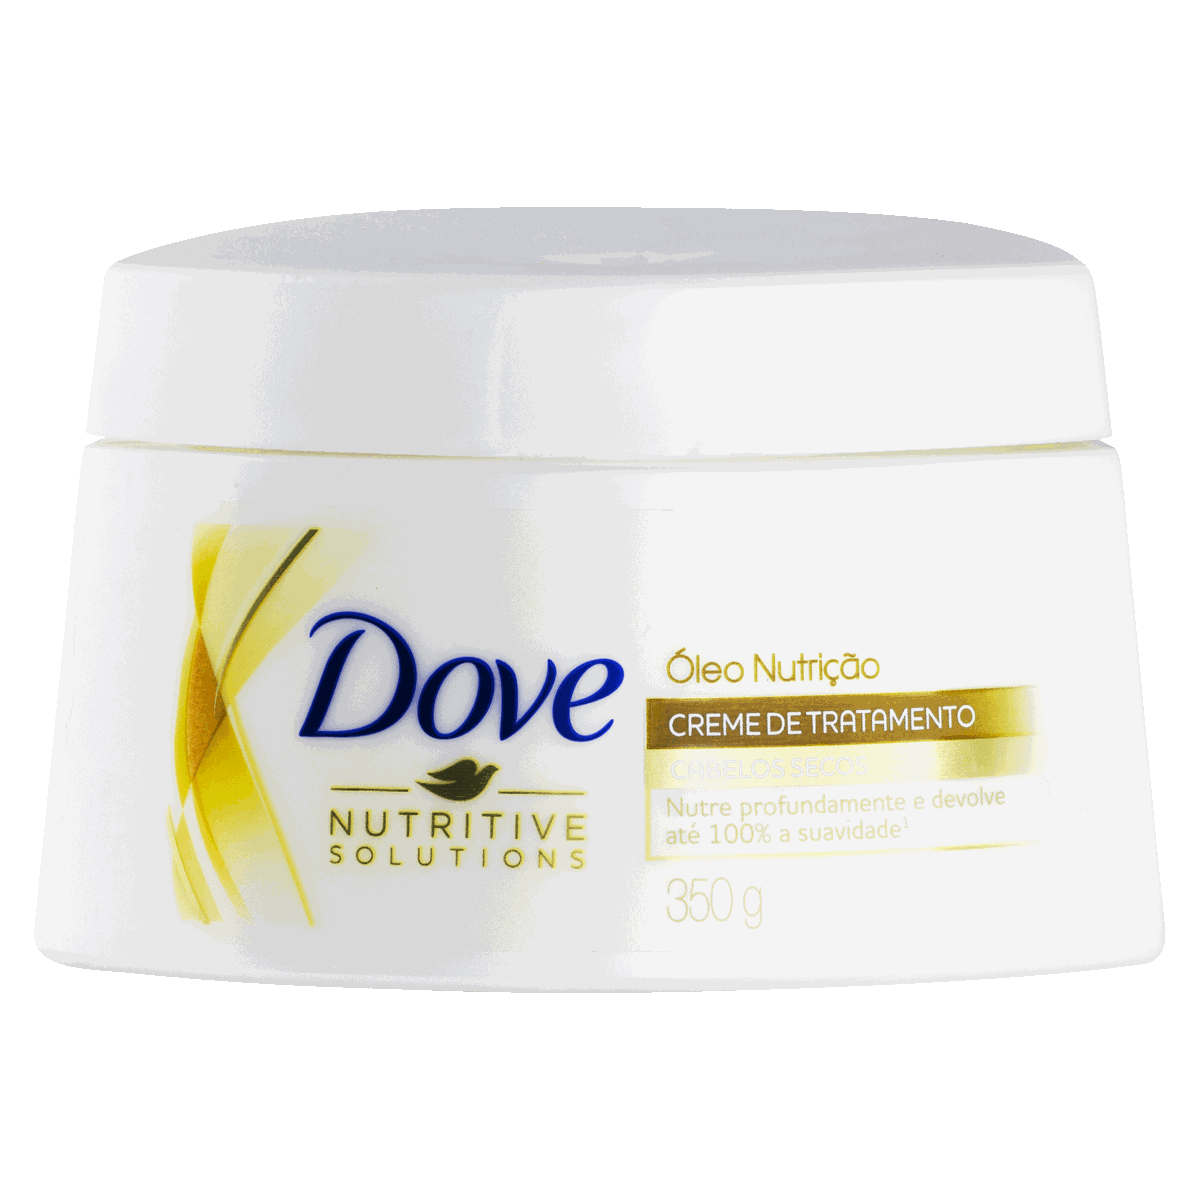 Dove
NUTRITIVE
SOLUTIONS
Óleo Nutrição
CREME DE TRATAMENTO
CABELOS SECOS
Nutre profundamente e devolve
até 100% a suavidade¹
350 g